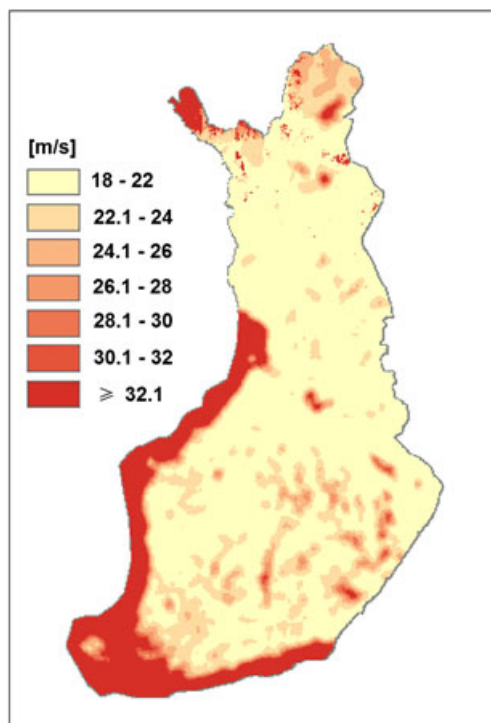 [m/s]
18 - 22
22.1 - 24
24.1 - 26
26.1 - 28
28.1 - 30
30.1 - 32
⩾ 32.1